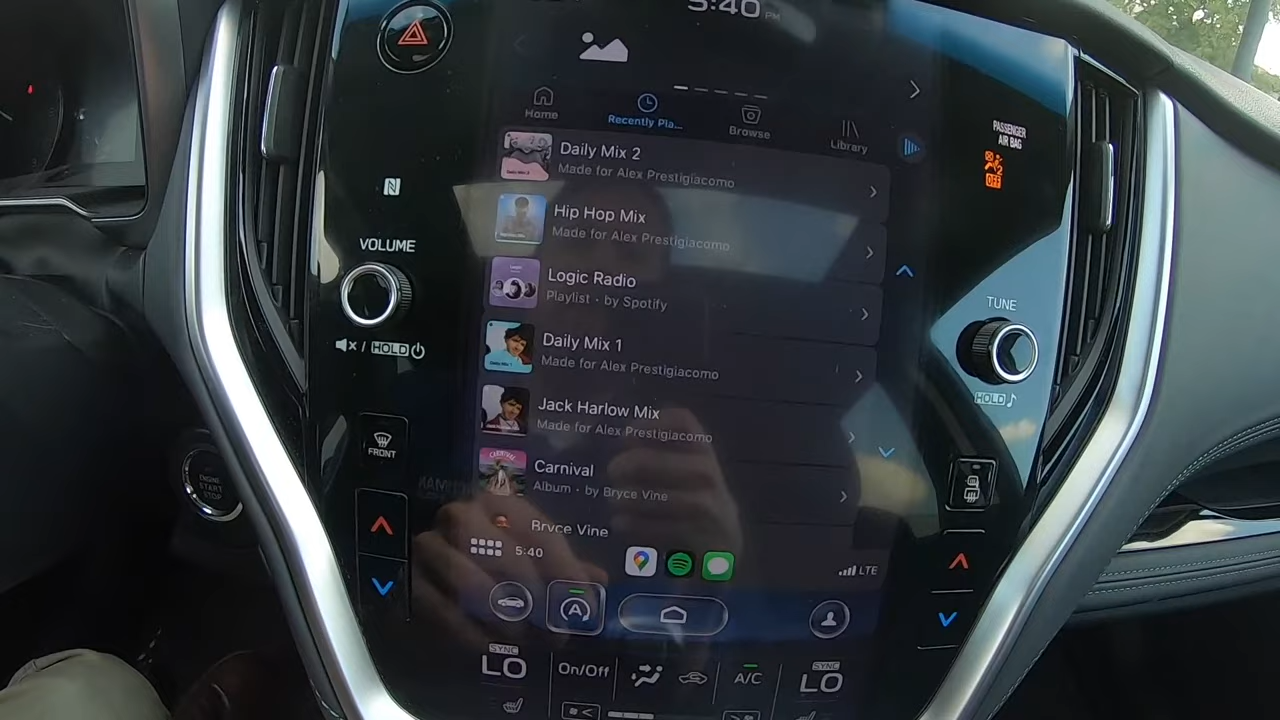 5:40 PM
Home
Recently Pla...
Browse
Library
PASSENGER
AIR BAG
2
OFF
Daily Mix 2
Made for Alex Prestigiacomo
Hip Hop Mix
Made for Alex Prestigiacomo
VOLUME
Logic Radio
Playlist · by Spotify
TUNE
HOLD
/ HOLD
Daily Mix 1
Made for Alex Prestigiacomo
Jack Harlow Mix
Made for Alex Prestigiacomo
FRONT
Carnival
Album · by Bryce Vine
ENGINE
START
STOP
Bryce Vine
5:40
LTE
A
SYNC
LO
On/Off
A/C
SYNC
LO